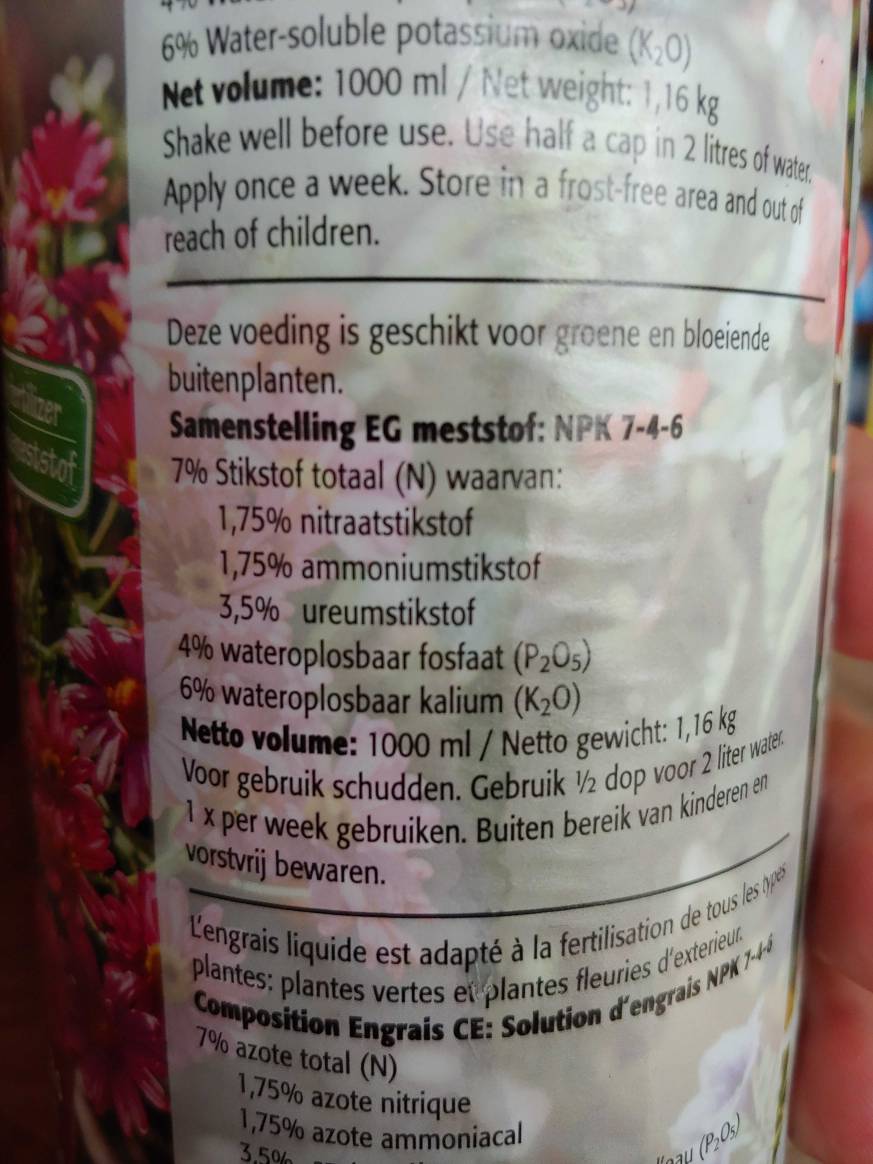 6% Water-soluble potassium oxide (K₂O)
Net volume: 1000 ml / Net weight: 1,16 kg
Shake well before use. Use half a cap in 2 litres of water.
Apply once a week. Store in a frost-free area and out of
reach of children.
Deze voeding is geschikt voor groene en bloeiende
buitenplanten.
Samenstelling EG meststof: NPK 7-4-6
7% Stikstof totaal (N) waarvan:
1,75% nitraatstikstof
1,75% ammoniumstikstof
3,5% ureumstikstof
4% wateroplosbaar fosfaat (P₂O₅)
6% wateroplosbaar kalium (K₂O)
Netto volume: 1000 ml / Netto gewicht: 1,16 kg
Voor gebruik schudden. Gebruik ½ dop voor 2 liter water.
1 x per week gebruiken. Buiten bereik van kinderen en
vorstvrij bewaren.
L'engrais liquide est adapté à la fertilisation de tous les types
plantes: plantes vertes et plantes fleuries d'exterieur.
Composition Engrais CE: Solution d'engrais NPK 7-4-6
7% azote total (N)
1,75% azote nitrique
1,75% azote ammoniacal
3,5%
l'eau (P₂O₅)